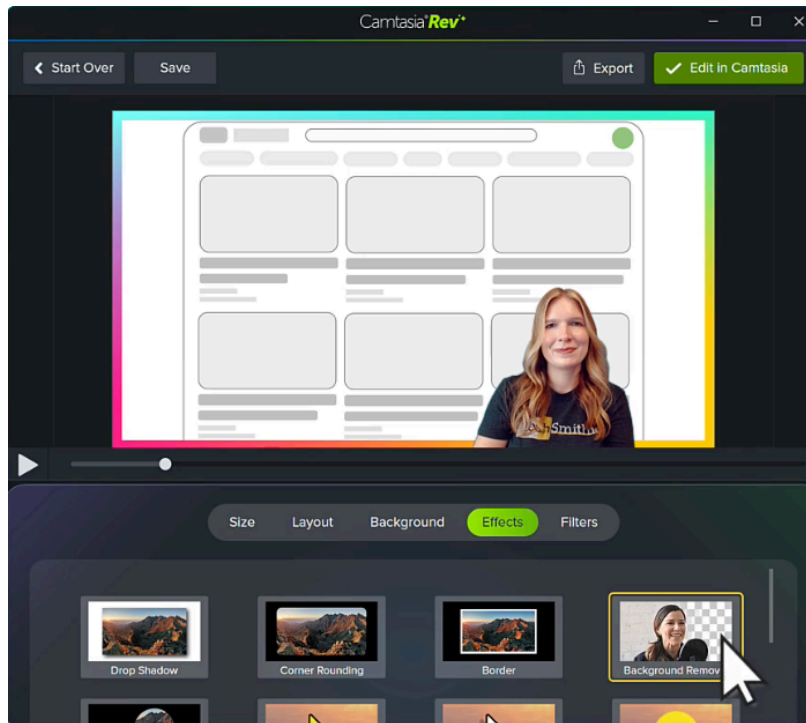 Camtasia Rev
Start Over Save Export Edit in Camtasia
Smith
Size Layout Background Effects Filters
Drop Shadow Corner Rounding Border Background